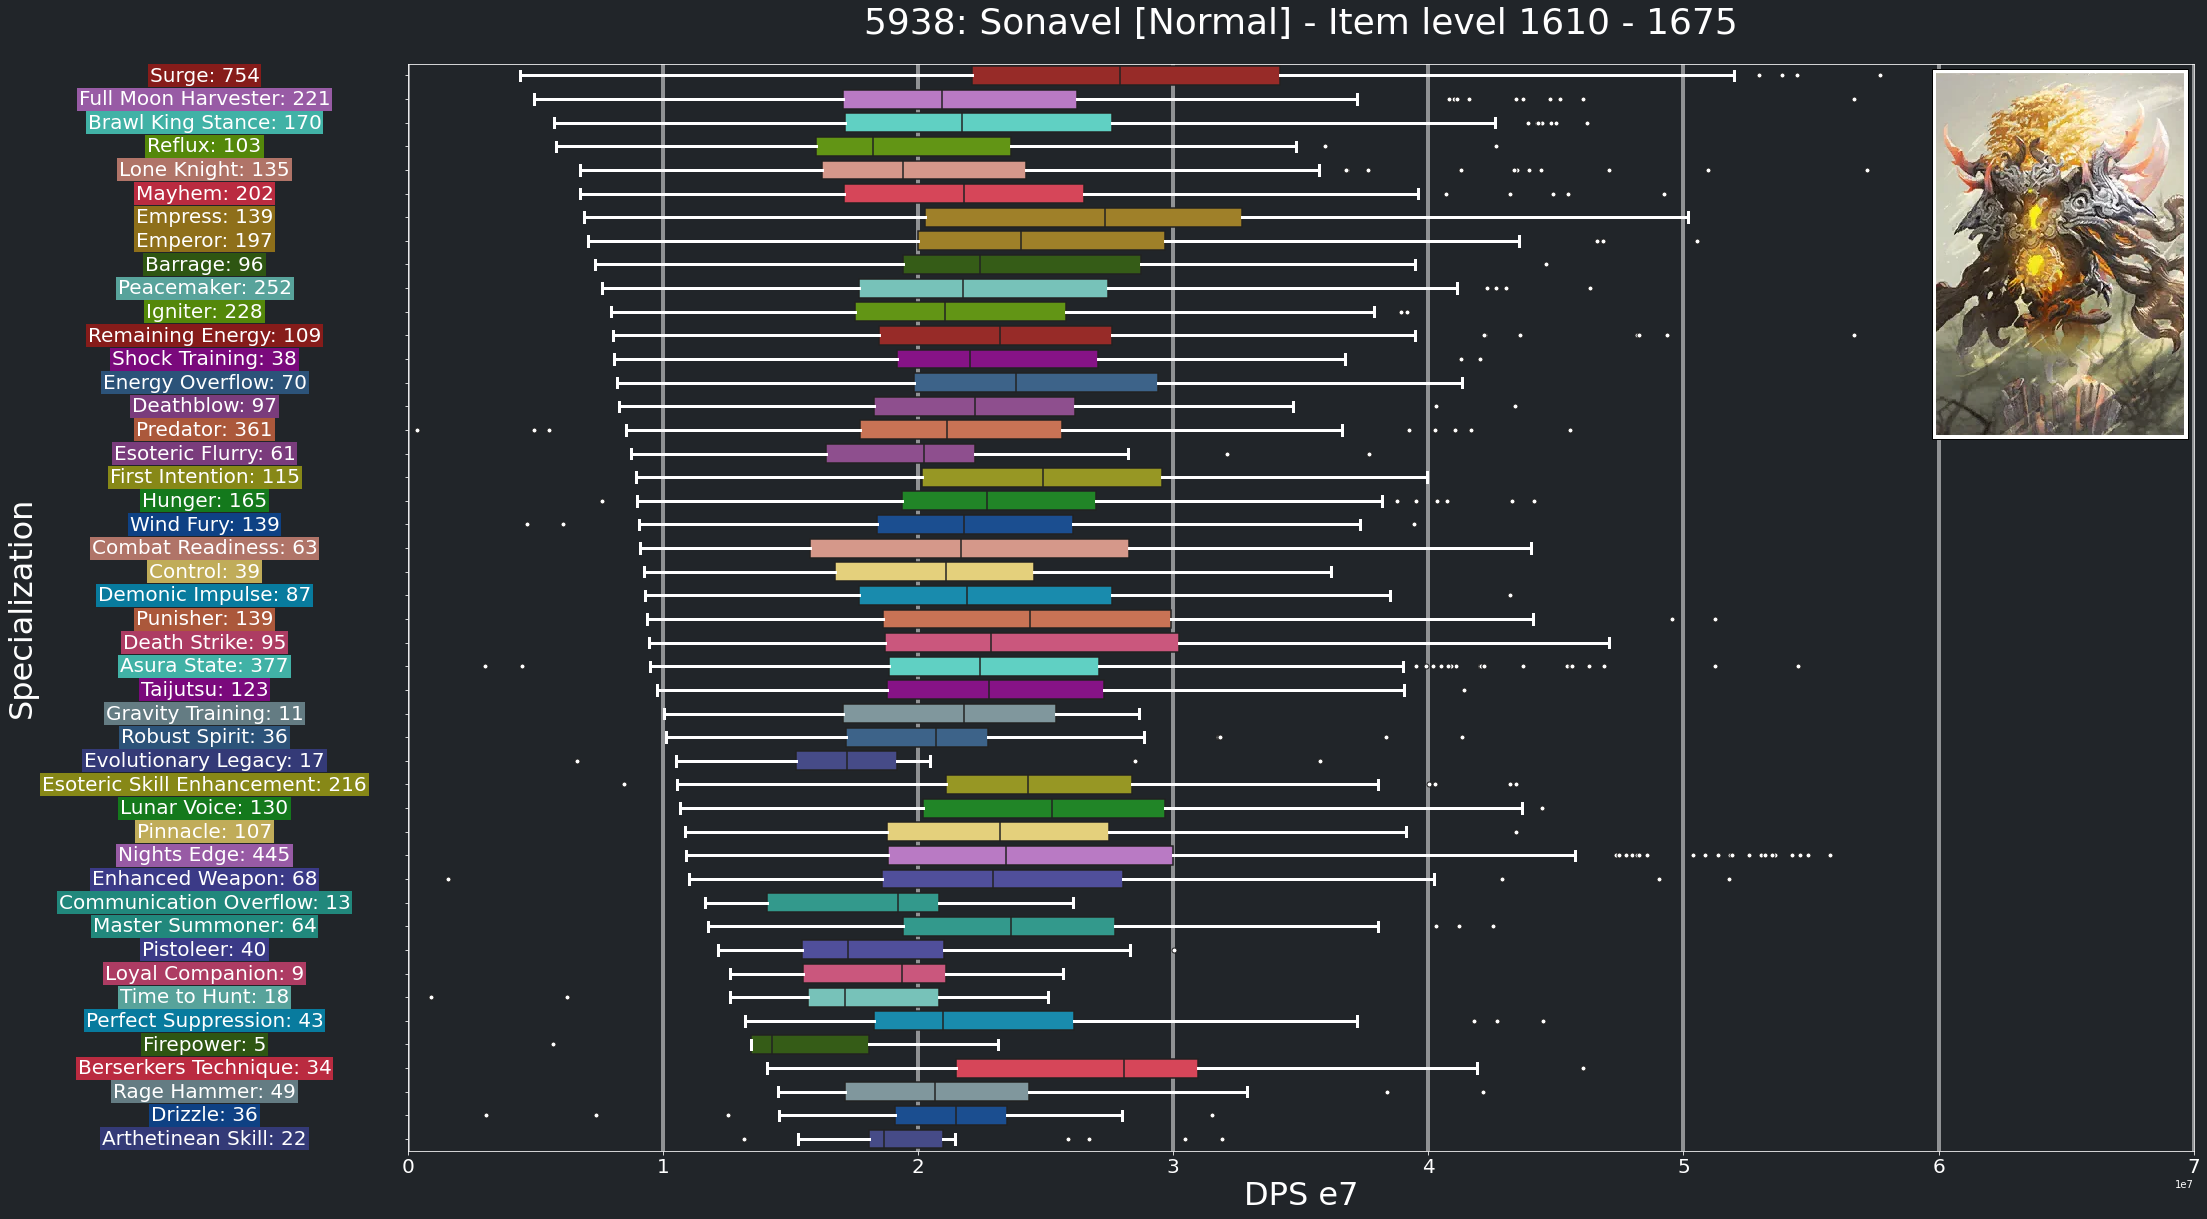 5938: Sonavel [Normal] - Item level 1610 - 1675
Specialization
Surge: 754
Full Moon Harvester: 221
Brawl King Stance: 170
Reflux: 103
Lone Knight: 135
Mayhem: 202
Empress: 139
Emperor: 197
Barrage: 96
Peacemaker: 252
Igniter: 228
Remaining Energy: 109
Shock Training: 38
Energy Overflow: 70
Deathblow: 97
Predator: 361
Esoteric Flurry: 61
First Intention: 115
Hunger: 165
Wind Fury: 139
Combat Readiness: 63
Control: 39
Demonic Impulse: 87
Punisher: 139
Death Strike: 95
Asura State: 377
Taijutsu: 123
Gravity Training: 11
Robust Spirit: 36
Evolutionary Legacy: 17
Esoteric Skill Enhancement: 216
Lunar Voice: 130
Pinnacle: 107
Nights Edge: 445
Enhanced Weapon: 68
Communication Overflow: 13
Master Summoner: 64
Pistoleer: 40
Loyal Companion: 9
Time to Hunt: 18
Perfect Suppression: 43
Firepower: 5
Berserkers Technique: 34
Rage Hammer: 49
Drizzle: 36
Arthetinean Skill: 22
0 1 2 3 4 5 6 7
1e7
DPS e7